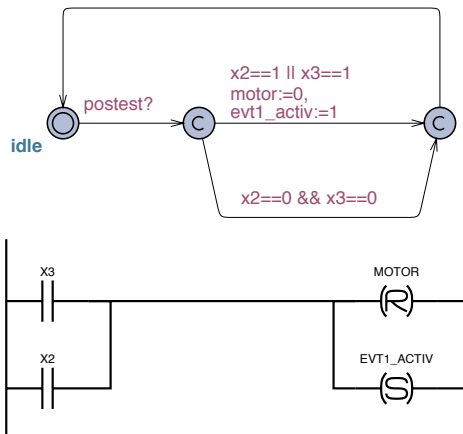 postest?
x2==1 || x3==1
motor:=0,
evt1_activ:=1
C
C
idle
x2==0 && x3==0
X3
MOTOR
R
X2
EVT1_ACTIV
S